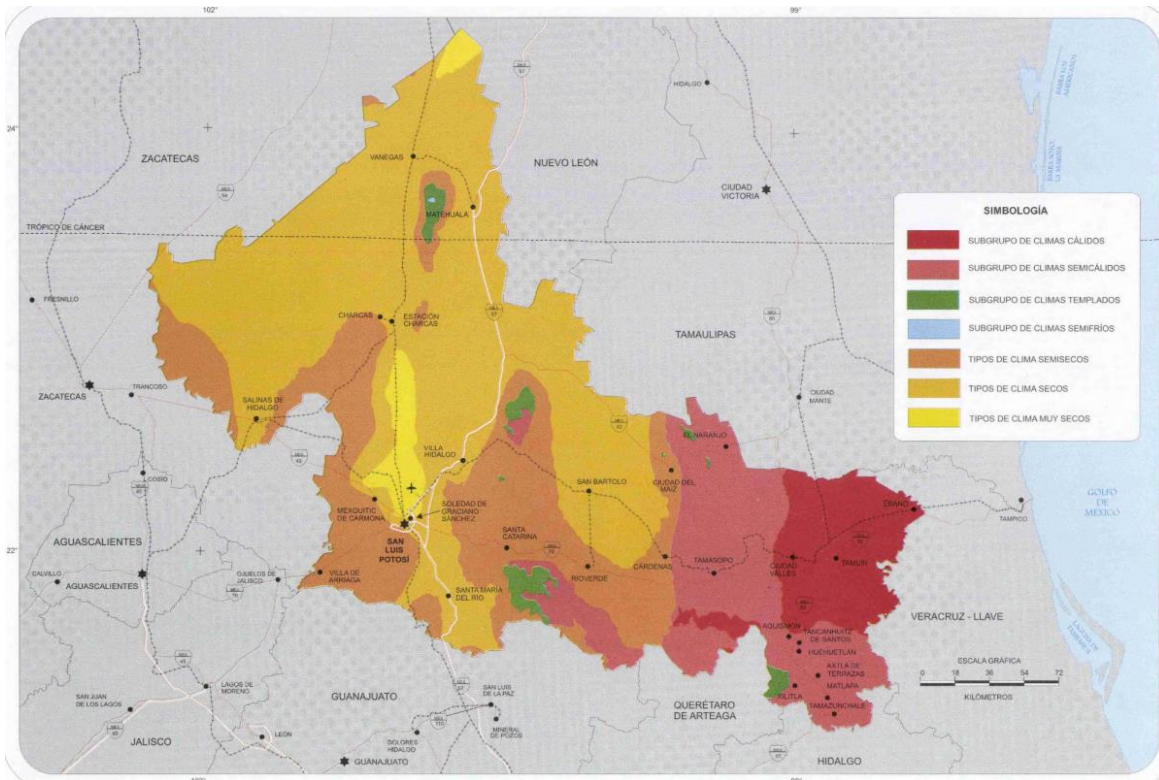 102°
99°
24°
ZACATECAS
NUEVO LEÓN
HIDALGO
VANEGAS
MATEHUALA
CIUDAD
VICTORIA
TRÓPICO DE CÁNCER
FRESNILLO
CHARCAS
ESTACIÓN
CHARCAS
TAMAULIPAS
ZACATECAS
TRANCOSO
SALINAS DE
HIDALGO
CIUDAD
MANTE
EL NARANJO
VILLA
HIDALGO
COSÍO
MEXQUITIC
DE CARMONA
SOLEDAD DE
GRACIANO
SÁNCHEZ
SAN BARTOLO
CIUDAD DEL
MAÍZ
EBANO
TAMPICO
GOLFO
DE
MÉXICO
22°
AGUASCALIENTES
SAN
LUIS
POTOSÍ
SANTA
CATARINA
CALVILLO
AGUASCALIENTES
OJUELOS DE
JALISCO
VILLA DE
ARRIAGA
SANTA MARÍA
DEL RÍO
RIOVERDE
CÁRDENAS
TAMASOPO
CIUDAD
VALLES
TAMUÍN
VERACRUZ - LLAVE
AQUISMÓN
TANCANHUITZ
DE SANTOS
HUEHUETLÁN
AXTLA DE
TERRAZAS
MATLAPA
XILITLA
TAMAZUNCHALE
LAGOS DE
MORENO
SAN JUAN
DE LOS LAGOS
GUANAJUATO
SAN LUIS
DE LA PAZ
MINERAL
DE POZOS
QUERÉTARO
DE ARTEAGA
JALISCO
LEÓN
DOLORES
HIDALGO
GUANAJUATO
HIDALGO
SIMBOLOGÍA
SUBGRUPO DE CLIMAS CÁLIDOS
SUBGRUPO DE CLIMAS SEMICÁLIDOS
SUBGRUPO DE CLIMAS TEMPLADOS
SUBGRUPO DE CLIMAS SEMIFRÍOS
TIPOS DE CLIMA SEMISECOS
TIPOS DE CLIMA SECOS
TIPOS DE CLIMA MUY SECOS
ESCALA GRÁFICA
0 18 36 54 72
KILÓMETROS